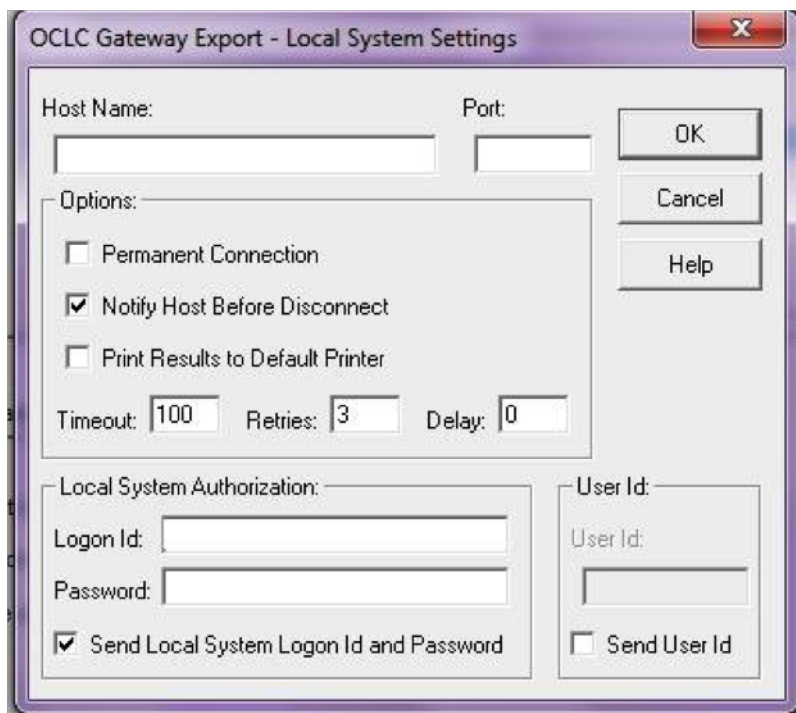 OCLC Gateway Export - Local System Settings
Host Name: Port:
OK
Cancel
Help
Options:
Permanent Connection
Notify Host Before Disconnect
Print Results to Default Printer
Timeout: 100 Retries: 3 Delay: 0
Local System Authorization:
Logon Id:
Password:
Send Local System Logon Id and Password
User Id:
User Id:
Send User Id